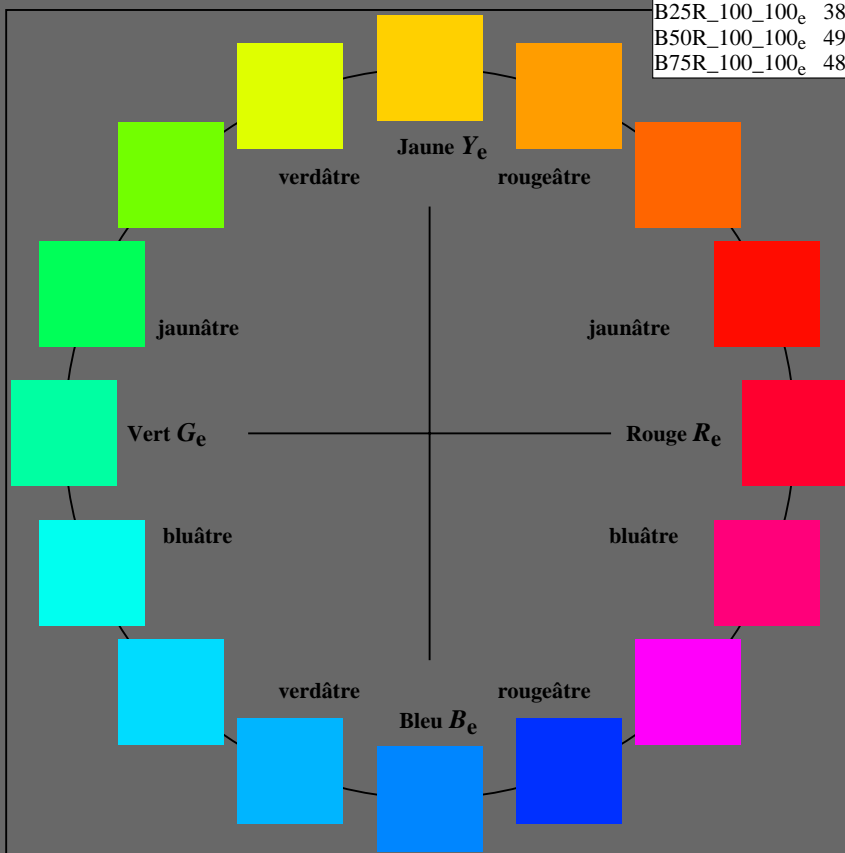 B25R_100_100e 38
B50R_100_100e 49
B75R_100_100e 48
Jaune Ye
verdâtre rougeâtre
jaunâtre jaunâtre
Vert Ge Rouge Re
bluâtre bluâtre
verdâtre rougeâtre
Bleu Be